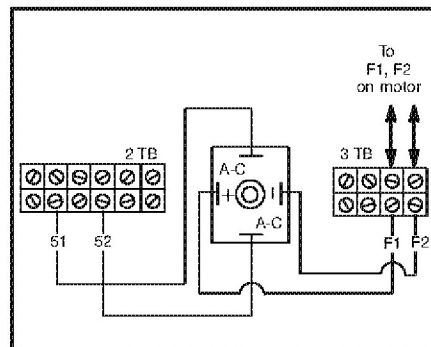 To
F1, F2
on motor
2 TB
3 TB
A-C
+
A-C
51
52
F1
F2